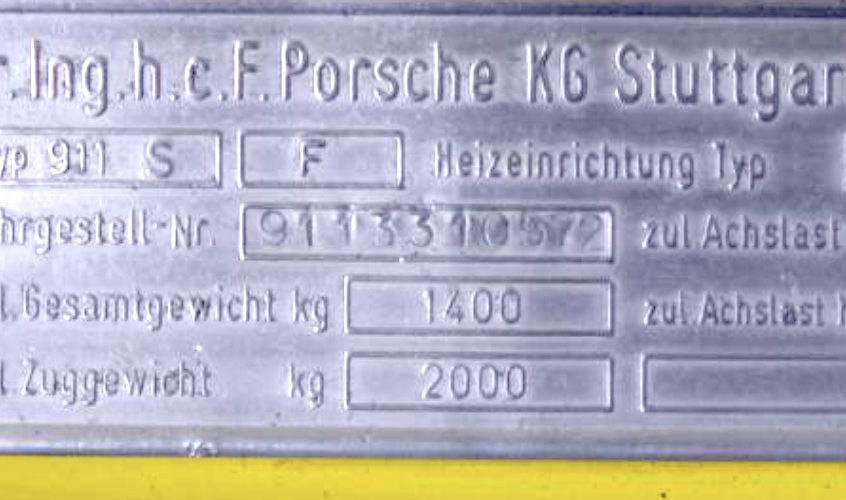 r.Ing.h.c.F.Porsche KG Stuttgar
yp 911 S F Heizeinrichtung Typ
hrgestell-Nr. 9113310572 zul Achslast
l.Gesamtgewicht kg 1400 zul Achslast
l.Zuggewicht kg 2000